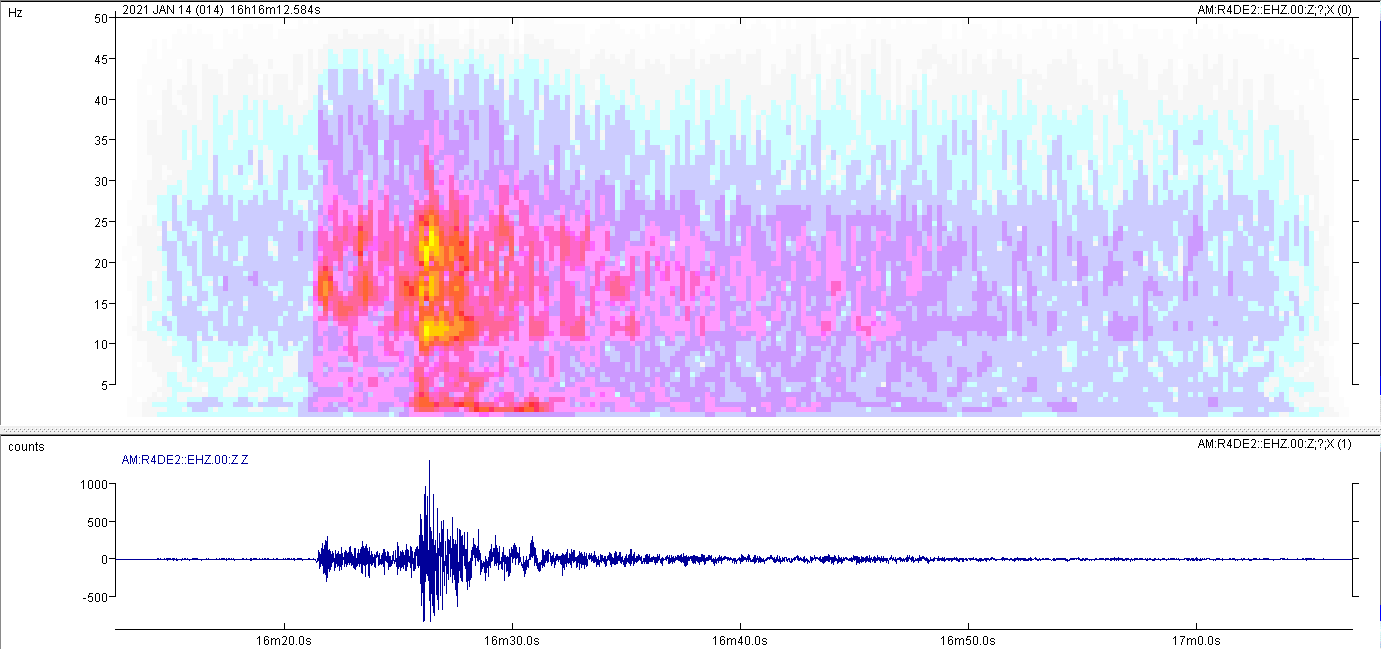 Hz
2021 JAN 14 (014)  16h16m12.584s
AM:R4DE2::EHZ.00:Z;?;X (0)
50
45
40
35
30
25
20
15
10
5
counts
AM:R4DE2::EHZ.00:Z;?;X (1)
AM:R4DE2::EHZ.00:Z Z
1000
500
0
-500
16m20.0s 16m30.0s 16m40.0s 16m50.0s 17m0.0s